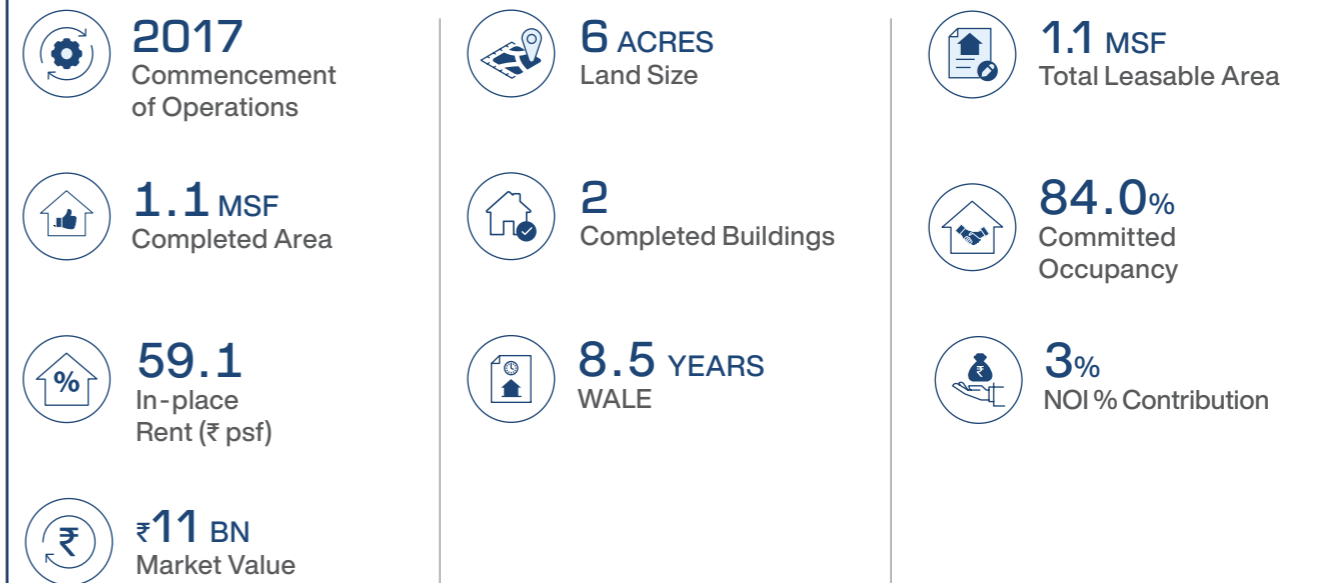 2017
Commencement
of Operations
6 ACRES
Land Size
1.1 MSF
Total Leasable Area
1.1 MSF
Completed Area
2
Completed Buildings
84.0%
Committed
Occupancy
%
59.1
In-place
Rent (₹ psf)
8.5 YEARS
WALE
₹
3%
NOI % Contribution
₹
₹11 BN
Market Value